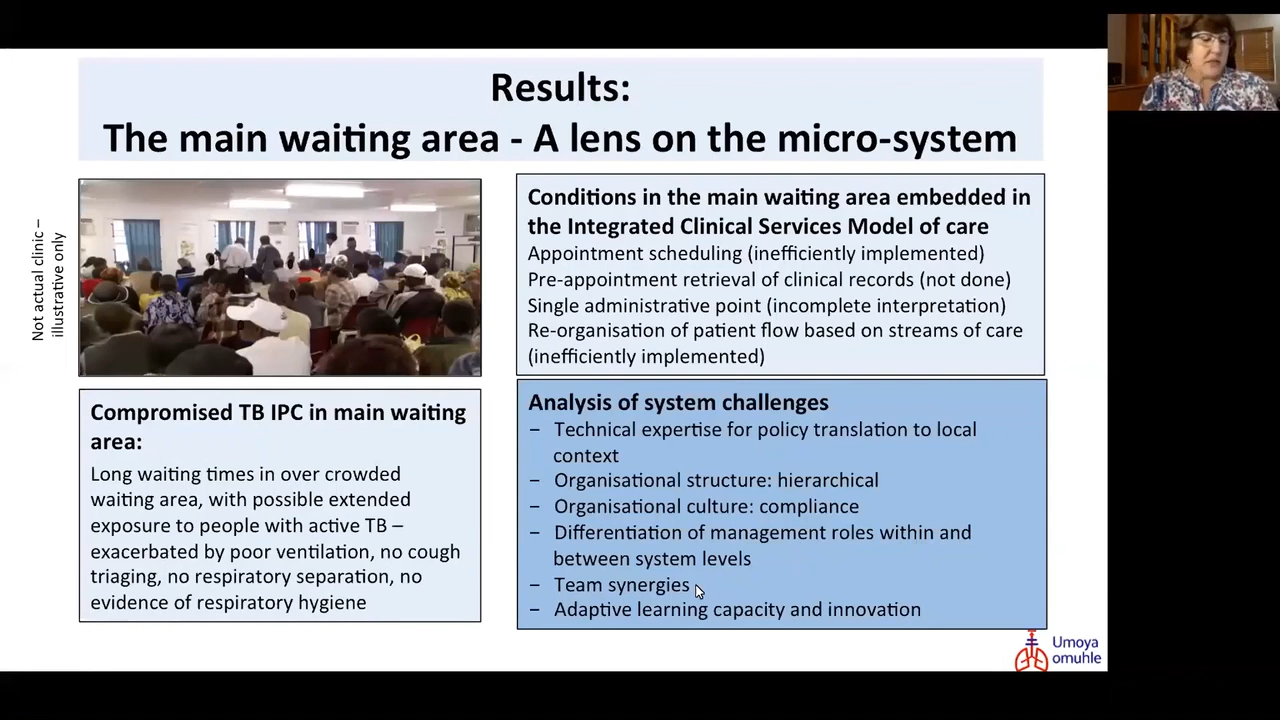 Results:
The main waiting area - A lens on the micro-system
Not actual clinic –
illustrative only
Conditions in the main waiting area embedded in
the Integrated Clinical Services Model of care
Appointment scheduling (inefficiently implemented)
Pre-appointment retrieval of clinical records (not done)
Single administrative point (incomplete interpretation)
Re-organisation of patient flow based on streams of care
(inefficiently implemented)
Compromised TB IPC in main waiting
area:
Long waiting times in over crowded
waiting area, with possible extended
exposure to people with active TB –
exacerbated by poor ventilation, no cough
triaging, no respiratory separation, no
evidence of respiratory hygiene
Analysis of system challenges
– Technical expertise for policy translation to local
context
– Organisational structure: hierarchical
– Organisational culture: compliance
– Differentiation of management roles within and
between system levels
– Team synergies
– Adaptive learning capacity and innovation
Umoya
omuhle